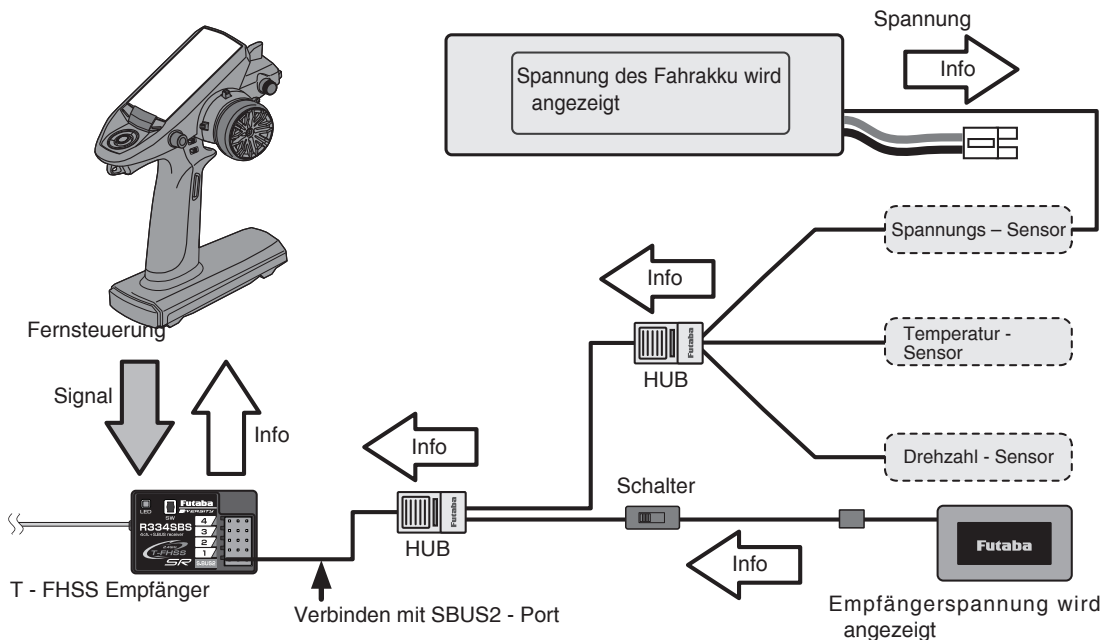 Spannung
Info
Spannung des Fahrakku wird
angezeigt
Spannungs – Sensor
Info
Futaba
HUB
Temperatur -
Sensor
Fernsteuerung
Signal
Info
Info
Drehzahl - Sensor
Schalter
Futaba
HUB
LED
SW
Futaba
R334SBS
T-FHSS
SR
4
3
2
1
S.BUS2
Info
Futaba
T - FHSS Empfänger
Verbinden mit SBUS2 - Port
Empfängerspannung wird
angezeigt